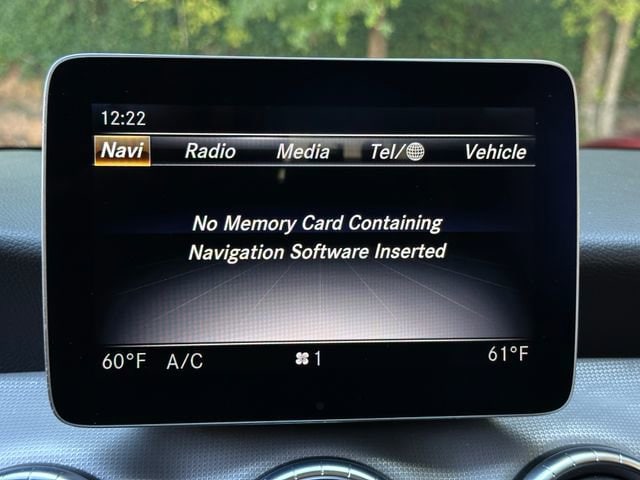 12:22
Navi Radio Media Tel/ Vehicle
No Memory Card Containing
Navigation Software Inserted
60°F A/C 1 61°F